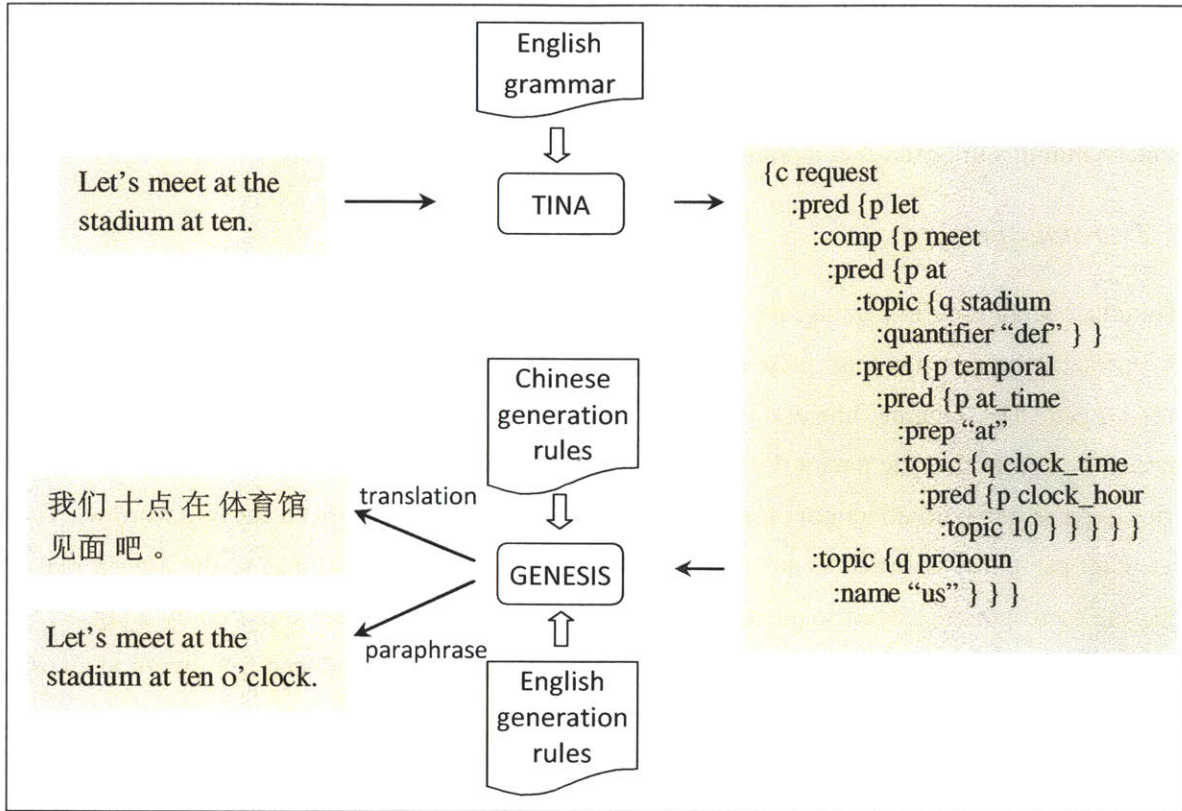 English
grammar
Let’s meet at the
stadium at ten.
TINA
{c request
:pred {p let
:comp {p meet
:pred {p at
:topic {q stadium
:quantifier “def” } }
:pred {p temporal
:pred {p at_time
:prep “at”
:topic {q clock_time
:pred {p clock_hour
:topic 10 } } } } }
:topic {q pronoun
:name “us” } } }
Chinese
generation
rules
我们 十点 在 体育馆
见面 吧 。
translation
GENESIS
Let’s meet at the
stadium at ten o’clock.
paraphrase
English
generation
rules